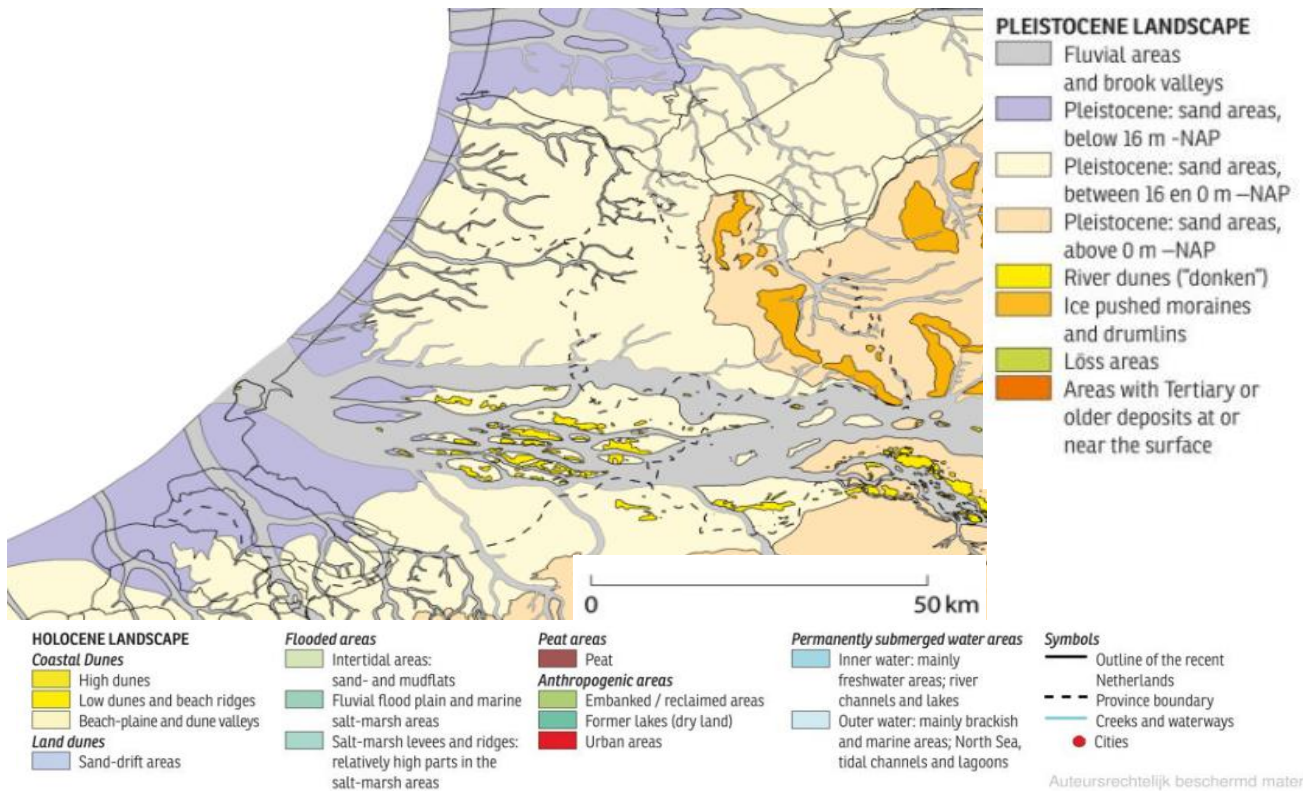 PLEISTOCENE LANDSCAPE
Fluvial areas
and brook valleys
Pleistocene: sand areas,
below 16 m -NAP
Pleistocene: sand areas,
between 16 en 0 m –NAP
Pleistocene: sand areas,
above 0 m –NAP
River dunes ("donken")
Ice pushed moraines
and drumlins
Löss areas
Areas with Tertiary or
older deposits at or
near the surface
0
50 km
HOLOCENE LANDSCAPE
Coastal Dunes
High dunes
Low dunes and beach ridges
Beach-plaine and dune valleys
Land dunes
Sand-drift areas
Flooded areas
Intertidal areas:
sand- and mudflats
Fluvial flood plain and marine
salt-marsh areas
Salt-marsh levees and ridges:
relatively high parts in the
salt-marsh areas
Peat areas
Peat
Anthropogenic areas
Embanked / reclaimed areas
Former lakes (dry land)
Urban areas
Permanently submerged water areas
Inner water: mainly
freshwater areas; river
channels and lakes
Outer water: mainly brackish
and marine areas; North Sea,
tidal channels and lagoons
Symbols
Outline of the recent
Netherlands
Province boundary
Creeks and waterways
Cities
Auteursrechtelijk beschermd mater